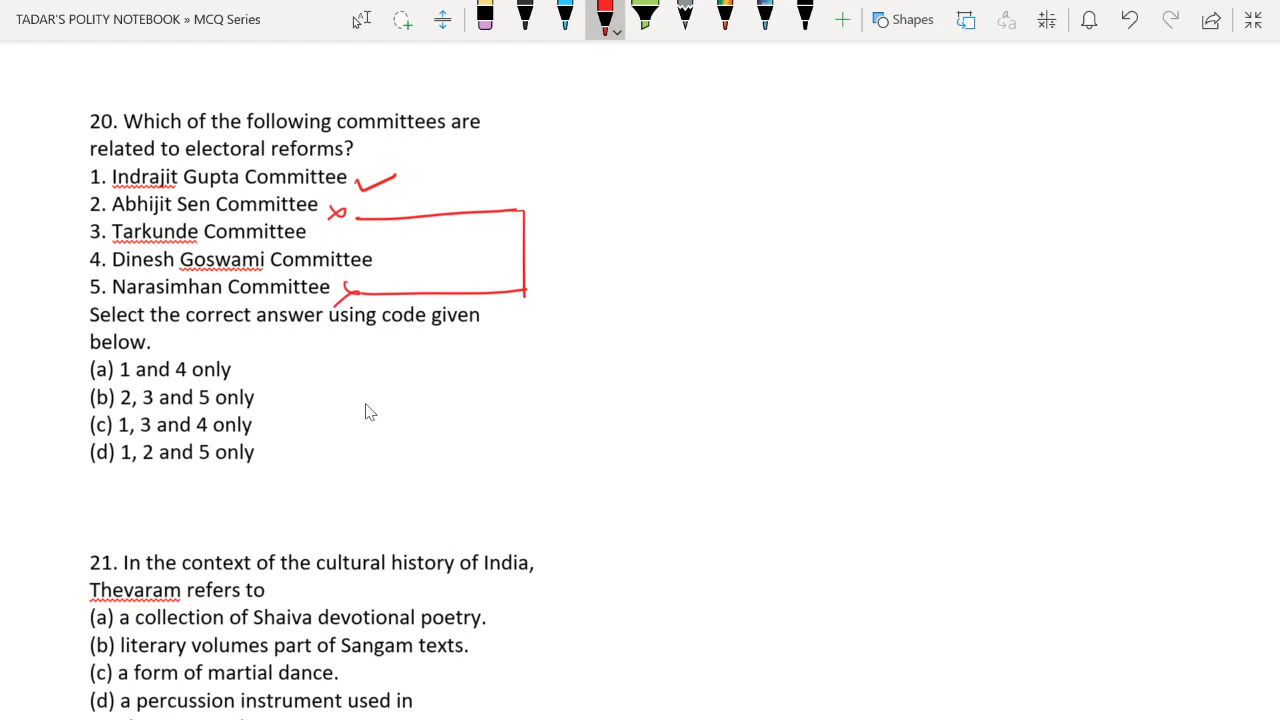 TADAR'S POLITY NOTEBOOK » MCQ Series
Shapes
20. Which of the following committees are
related to electoral reforms?
1. Indrajit Gupta Committee
2. Abhijit Sen Committee
3. Tarkunde Committee
4. Dinesh Goswami Committee
5. Narasimhan Committee
Select the correct answer using code given
below.
(a) 1 and 4 only
(b) 2, 3 and 5 only
(c) 1, 3 and 4 only
(d) 1, 2 and 5 only
21. In the context of the cultural history of India,
Thevaram refers to
(a) a collection of Shaiva devotional poetry.
(b) literary volumes part of Sangam texts.
(c) a form of martial dance.
(d) a percussion instrument used in